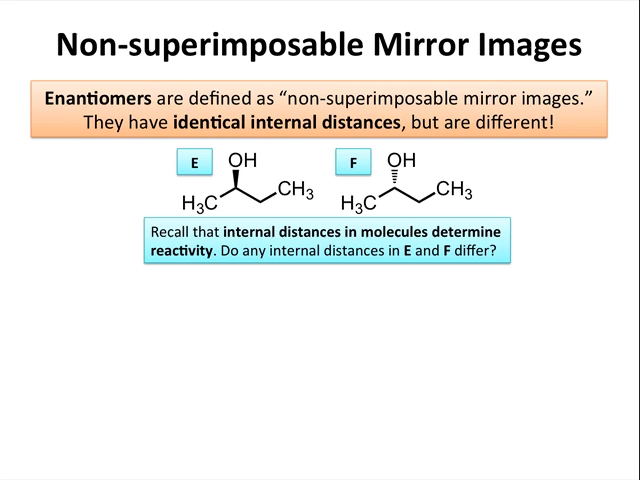 Non-superimposable Mirror Images
Enantiomers are defined as “non-superimposable mirror images.”
They have identical internal distances, but are different!
E OH F OH
H₃C CH₃ H₃C CH₃
Recall that internal distances in molecules determine
reactivity. Do any internal distances in E and F differ?